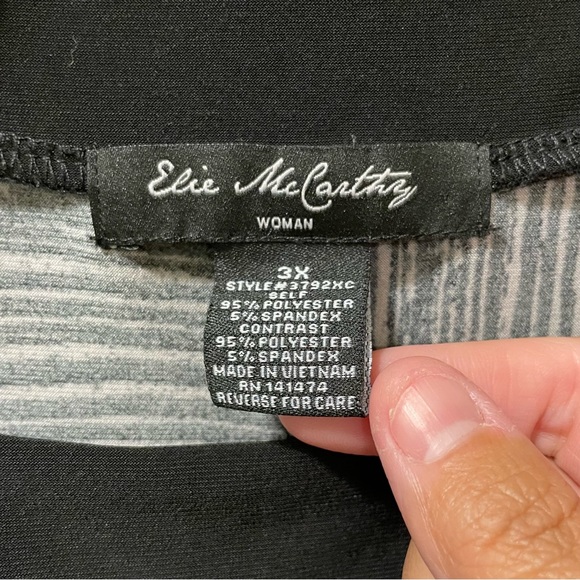 Elie McCarthy
WOMAN
3X
STYLE#3792XC
SELF
95%POLYESTER
5%SPANDEX
CONTRAST
95%POLYESTER
5%SPANDEX
MADE IN VIETNAM
RN 141474
REVERSE FOR CARE